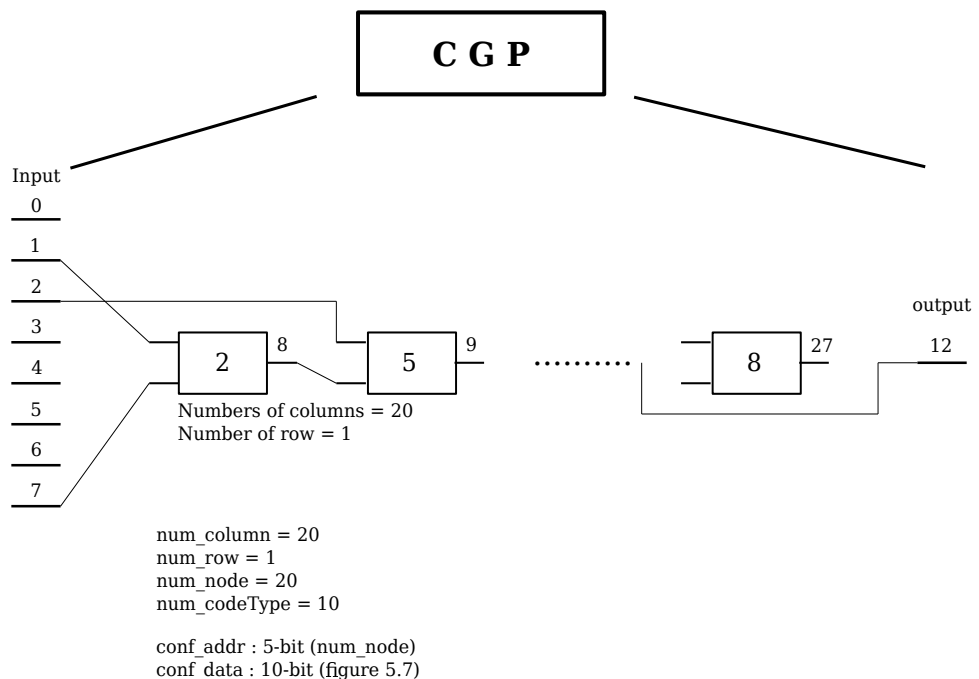 C G P
Input
0
1
2
3
4
5
6
7
2
8
5
9
8
27
output
12
Numbers of columns = 20
Number of row = 1
num_column = 20
num_row = 1
num_node = 20
num_codeType = 10
conf_addr : 5-bit (num_node)
conf_data : 10-bit (figure 5.7)